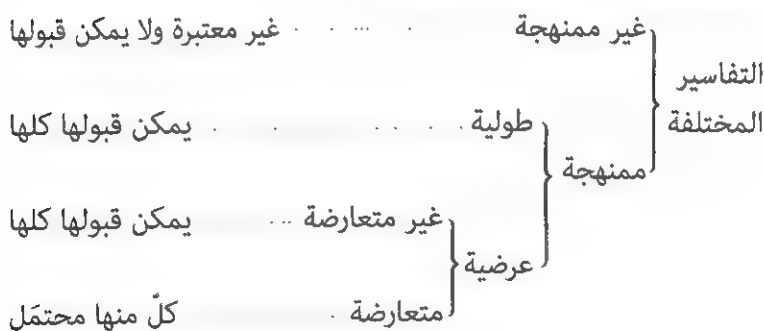 غير ممنهجة . ... . . غير معتبرة ولا يمكن قبولها
التفاسير
المختلفة
طولية . . . . . . يمكن قبولها كلها
ممنهجة
غير متعارضة ... يمكن قبولها كلها
عرضية
متعارضة . كلّ منها محتمَل